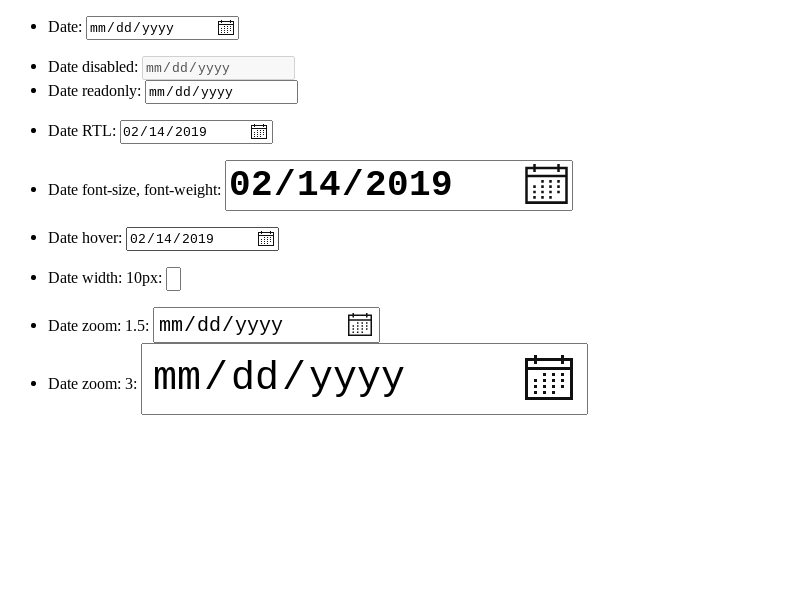 Date: mm/dd/yyyy
Date disabled: mm/dd/yyyy
Date readonly: mm/dd/yyyy
Date RTL: 02/14/2019
Date font-size, font-weight: 02/14/2019
Date hover: 02/14/2019
Date width: 10px:
Date zoom: 1.5: mm/dd/yyyy
Date zoom: 3: mm/dd/yyyy